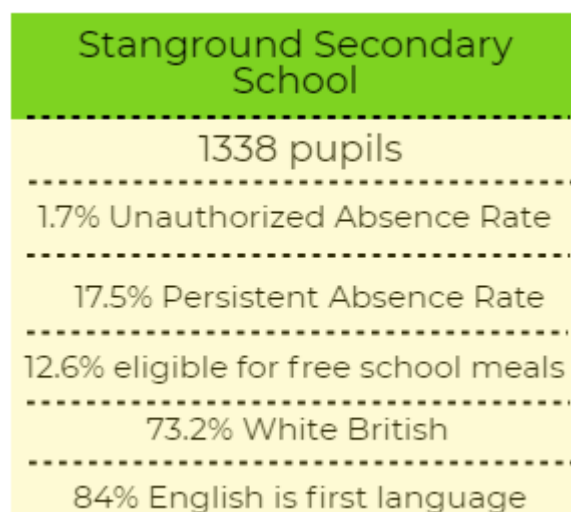 Stanground Secondary
School
1338 pupils
1.7% Unauthorized Absence Rate
17.5% Persistent Absence Rate
12.6% eligible for free school meals
73.2% White British
84% English is first language